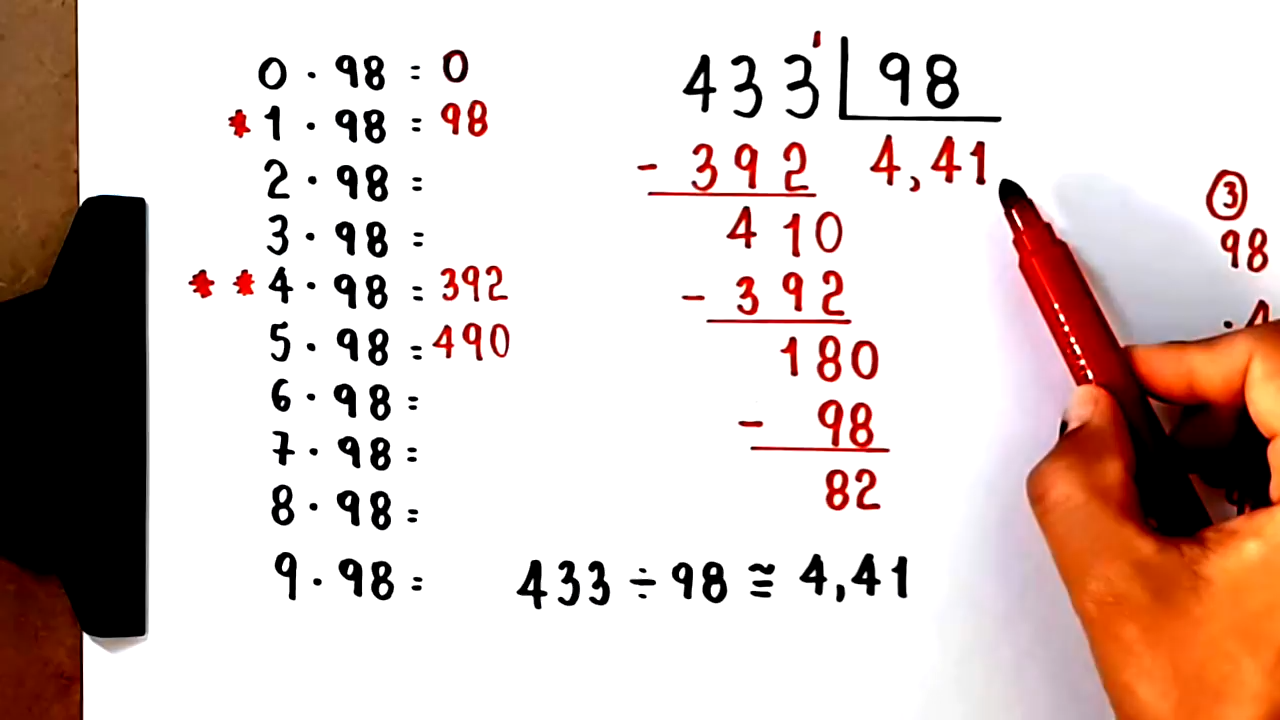 0 · 98 = 0
* 1 · 98 = 98
2 · 98 =
3 · 98 =
* * 4 · 98 = 392
5 · 98 = 490
6 · 98 =
7 · 98 =
8 · 98 =
9 · 98 =
433' 98
- 392 4,41
410
- 392
180
- 98
82
433 ÷ 98 ≅ 4,41
3
98